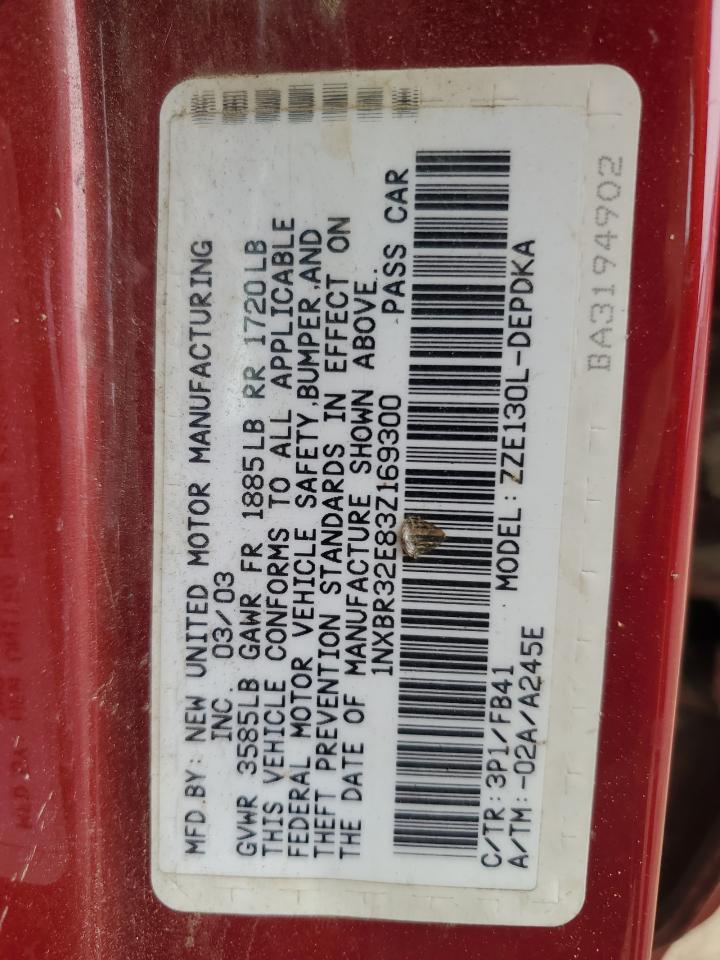 MFD.BY: NEW UNITED MOTOR MANUFACTURING
INC. 03/03
GVWR 3585LB GAWR FR 1885LB RR 1720LB
THIS VEHICLE CONFORMS TO ALL APPLICABLE
FEDERAL MOTOR VEHICLE SAFETY,BUMPER,AND
THEFT PREVENTION STANDARDS IN EFFECT ON
THE DATE OF MANUFACTURE SHOWN ABOVE.
1NXBR32E83Z169300 PASS CAR
C/TR: 3P1/FB41 MODEL: ZZE130L-DEPDKA
A/TM:-02A/A245E
BA3194902